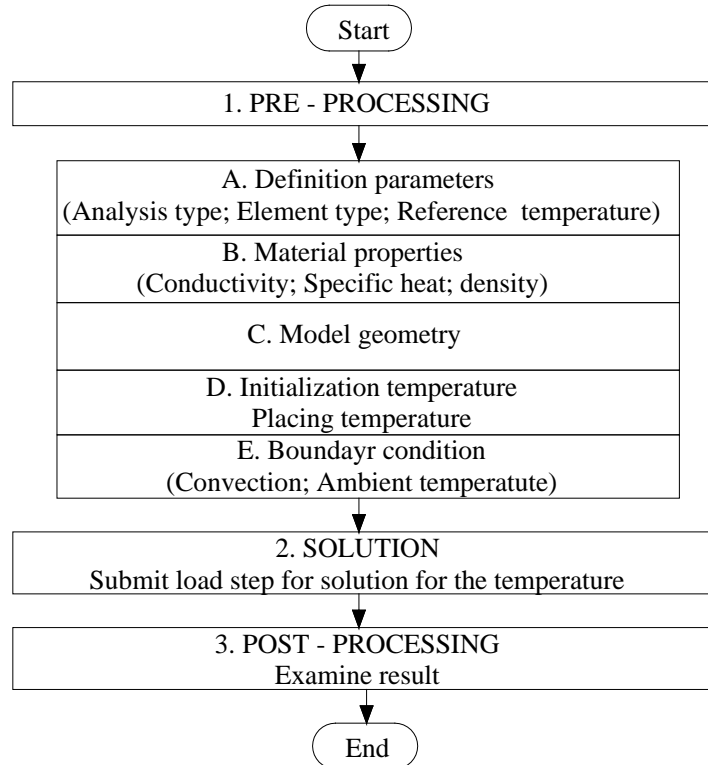 Start
1. PRE - PROCESSING
A. Definition parameters
(Analysis type; Element type; Reference temperature)
B. Material properties
(Conductivity; Specific heat; density)
C. Model geometry
D. Initialization temperature
Placing temperature
E. Boundayr condition
(Convection; Ambient temperatute)
2. SOLUTION
Submit load step for solution for the temperature
3. POST - PROCESSING
Examine result
End